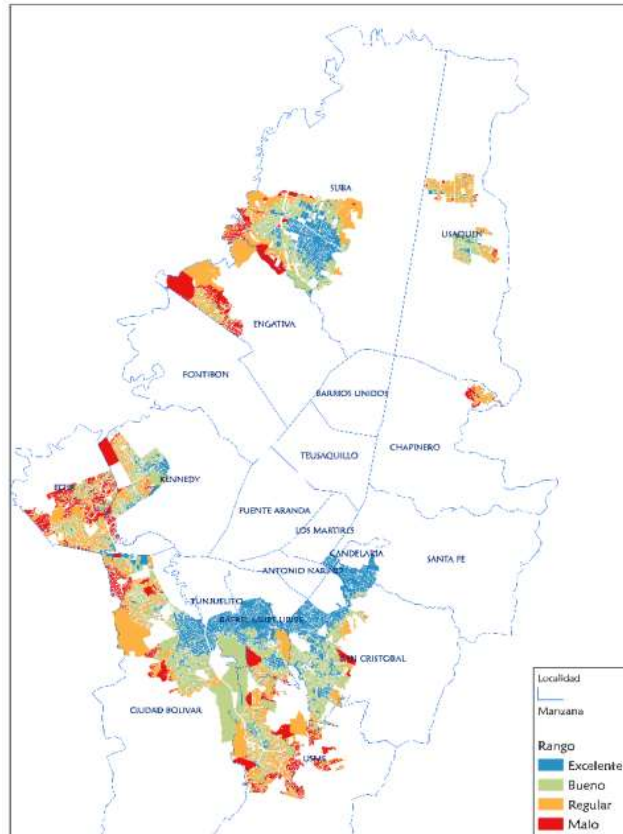 SUBA
USAQUEN
ENGATIVA
FONTIBON
BARRIOS UNIDOS
CHAPINERO
TEUSAQUILLO
KENNEDY
PUENTE ARANDA
LOS MARTIRES
CANDELARIA
SANTA FE
ANTONIO NARIÑO
TUNJUELITO
RAFAEL URIBE URIBE
SAN CRISTOBAL
CIUDAD BOLIVAR
USME
Localidad
Manzana
Rango
Excelente
Bueno
Regular
Malo